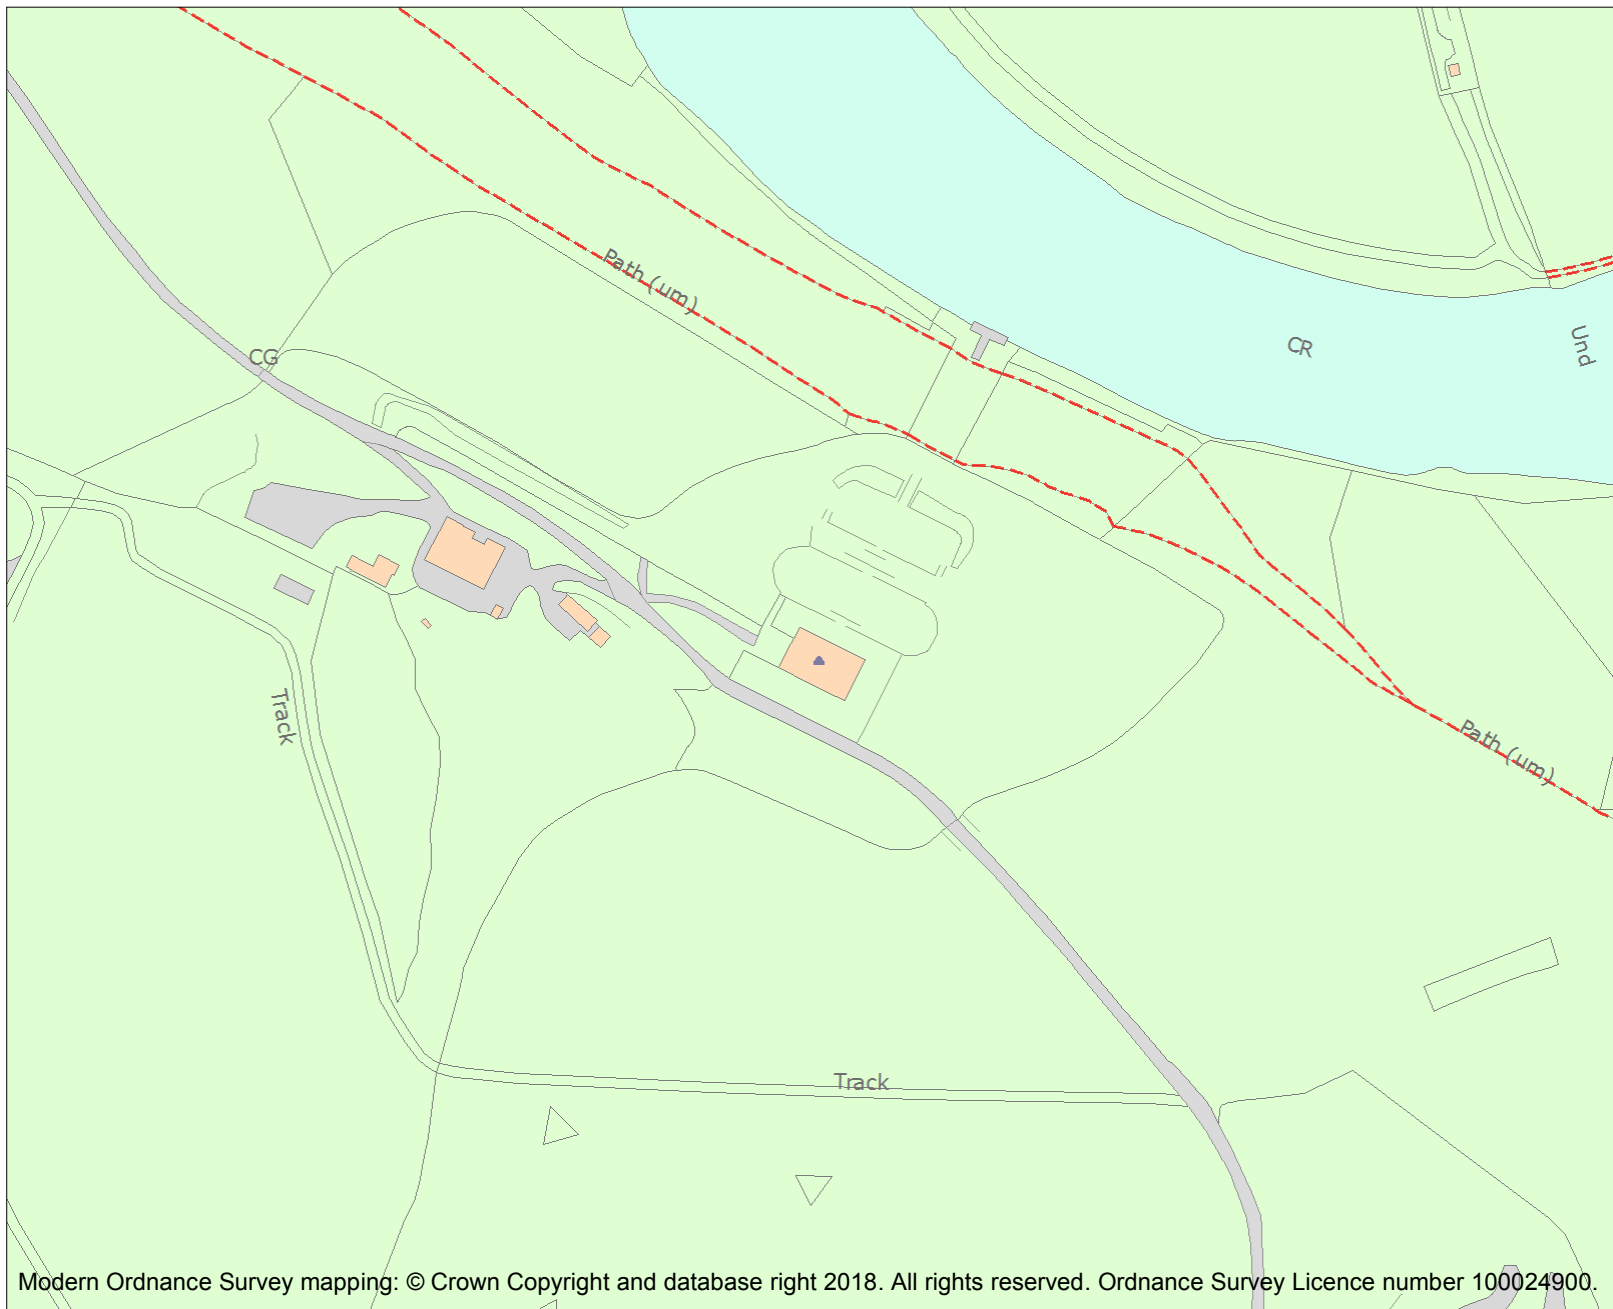 Path (um)
CG
CR
Und
Track
Path (um)
Track
Modern Ordnance Survey mapping: © Crown Copyright and database right 2018. All rights reserved. Ordnance Survey Licence number 100024900.